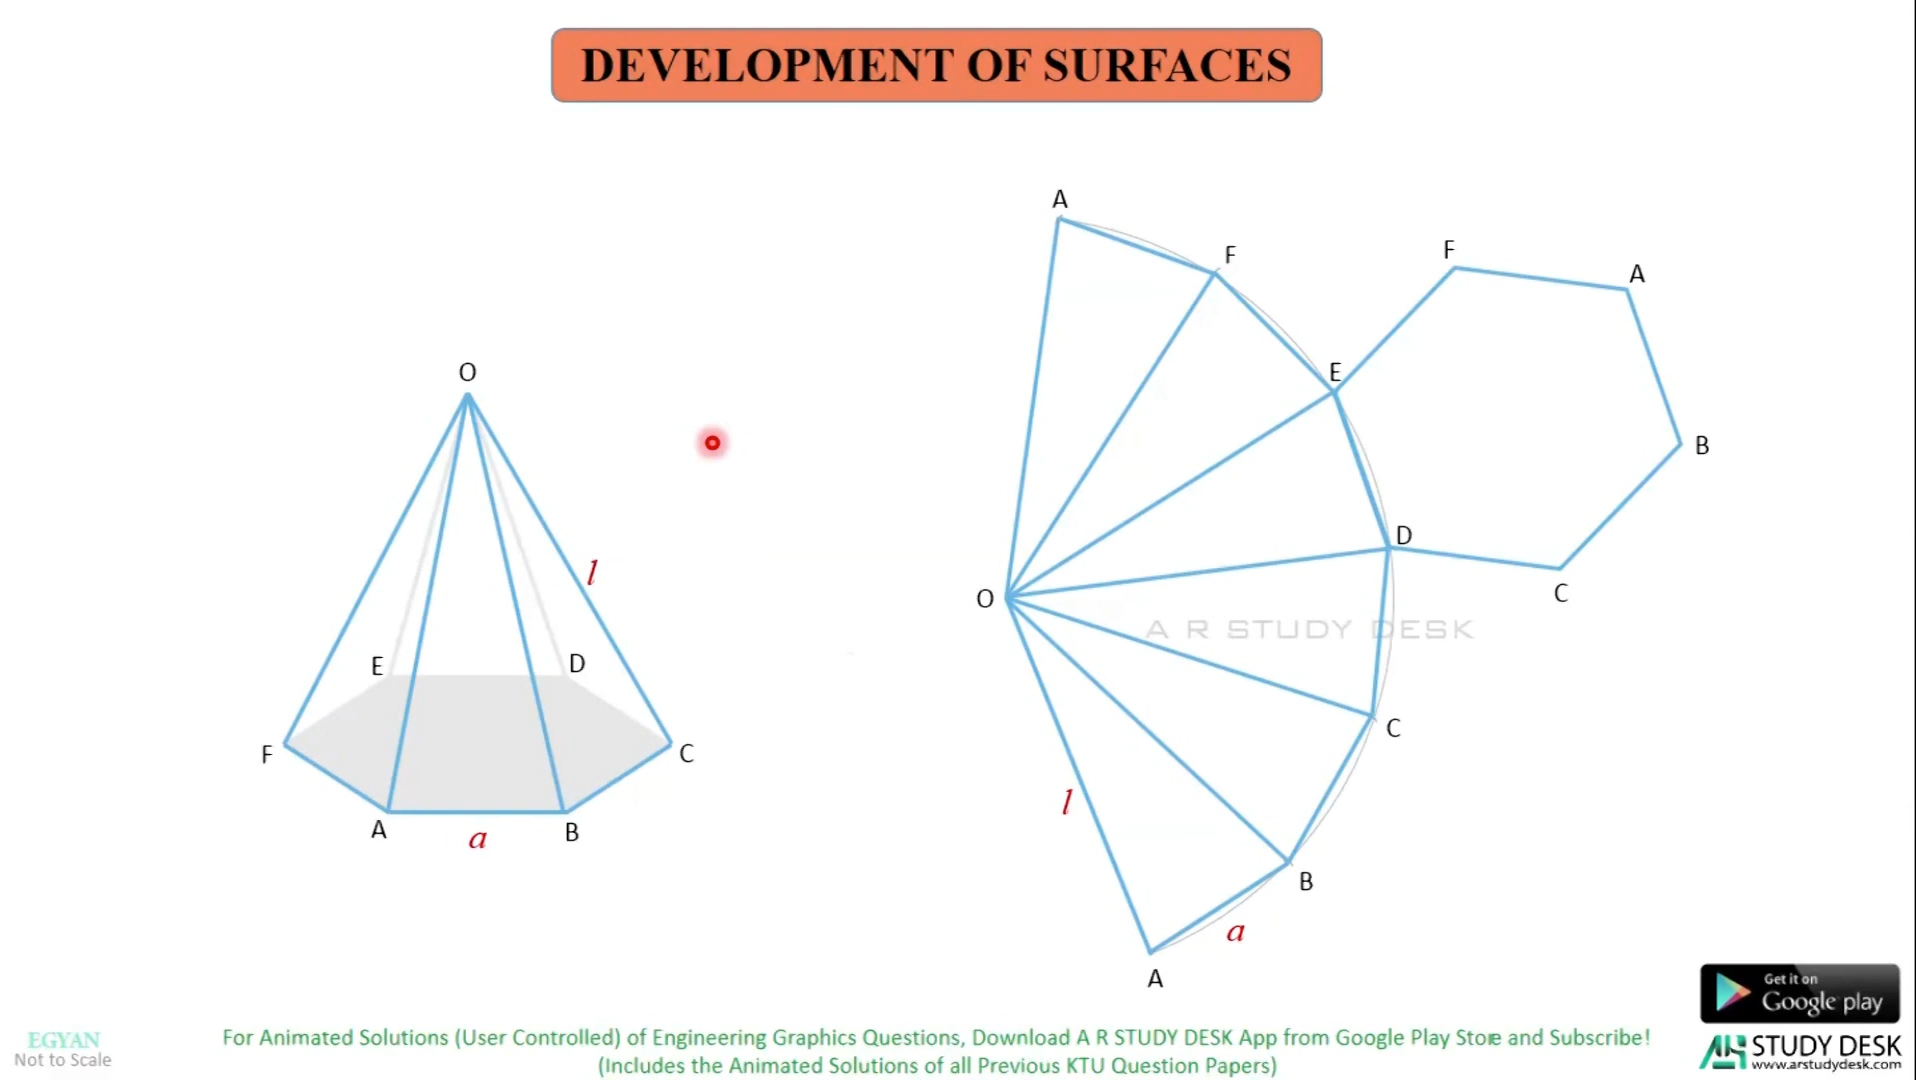 DEVELOPMENT OF SURFACES
O
l
E
D
F
C
A
a
B
A
F
E
D
O
C
l
B
a
A
F
A
B
C
A R STUDY DESK
EGYAN
Not to Scale
For Animated Solutions (User Controlled) of Engineering Graphics Questions, Download A R STUDY DESK App from Google Play Store and Subscribe!
(Includes the Animated Solutions of all Previous KTU Question Papers)
Get it on
Google play
AR STUDY DESK
www.arstudydesk.com